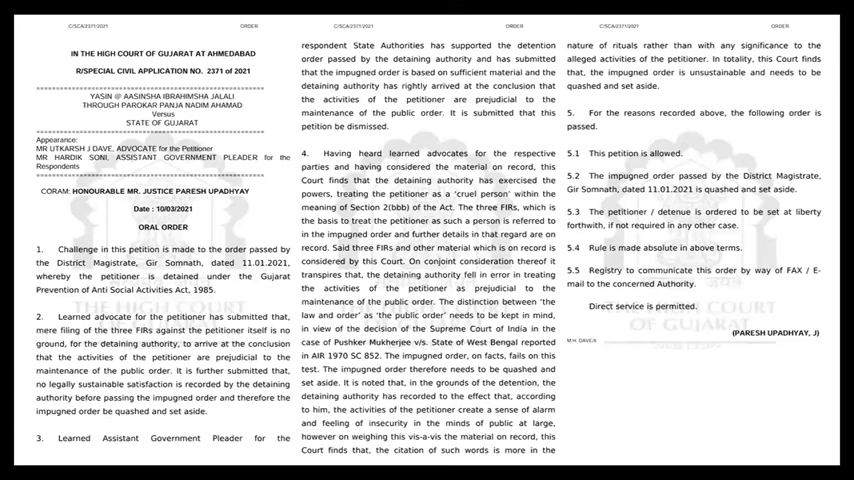 C/SCA/2371/2021 ORDER
IN THE HIGH COURT OF GUJARAT AT AHMEDABAD
R/SPECIAL CIVIL APPLICATION NO. 2371 of 2021
==========================================================
YASIN @ AASINSHA IBRAHIMSHA JALALI
THROUGH PAROKAR PANJA NADIM AHAMAD
Versus
STATE OF GUJARAT
==========================================================
Appearance:
MR UTKARSH J DAVE, ADVOCATE for the Petitioner
MR HARDIK SONI, ASSISTANT GOVERNMENT PLEADER for the
Respondents
==========================================================
CORAM: HONOURABLE MR. JUSTICE PARESH UPADHYAY
Date : 10/03/2021
ORAL ORDER
1. Challenge in this petition is made to the order passed by
the District Magistrate, Gir Somnath, dated 11.01.2021,
whereby the petitioner is detained under the Gujarat
Prevention of Anti Social Activities Act, 1985.
2. Learned advocate for the petitioner has submitted that,
mere filing of the three FIRs against the petitioner itself is no
ground, for the detaining authority, to arrive at the conclusion
that the activities of the petitioner are prejudicial to the
maintenance of the public order. It is further submitted that,
no legally sustainable satisfaction is recorded by the detaining
authority before passing the impugned order and therefore the
impugned order be quashed and set aside.
3. Learned Assistant Government Pleader for the
C/SCA/2371/2021 ORDER
respondent State Authorities has supported the detention
order passed by the detaining authority and has submitted
that the impugned order is based on sufficient material and the
detaining authority has rightly arrived at the conclusion that
the activities of the petitioner are prejudicial to the
maintenance of the public order. It is submitted that this
petition be dismissed.
4. Having heard learned advocates for the respective
parties and having considered the material on record, this
Court finds that the detaining authority has exercised the
powers, treating the petitioner as a 'cruel person' within the
meaning of Section 2(bbb) of the Act. The three FIRs, which is
the basis to treat the petitioner as such a person is referred to
in the impugned order and further details in that regard are on
record. Said three FIRs and other material which is on record is
considered by this Court. On conjoint consideration thereof it
transpires that, the detaining authority fell in error in treating
the activities of the petitioner as prejudicial to the
maintenance of the public order. The distinction between 'the
law and order' as 'the public order' needs to be kept in mind,
in view of the decision of the Supreme Court of India in the
case of Pushker Mukherjee v/s. State of West Bengal reported
in AIR 1970 SC 852. The impugned order, on facts, fails on this
test. The impugned order therefore needs to be quashed and
set aside. It is noted that, in the grounds of the detention, the
detaining authority has recorded to the effect that, according
to him, the activities of the petitioner create a sense of alarm
and feeling of insecurity in the minds of public at large,
however on weighing this vis-a-vis the material on record, this
Court finds that, the citation of such words is more in the
C/SCA/2371/2021 ORDER
nature of rituals rather than with any significance to the
alleged activities of the petitioner. In totality, this Court finds
that, the impugned order is unsustainable and needs to be
quashed and set aside.
5. For the reasons recorded above, the following order is
passed.
5.1 This petition is allowed.
5.2 The impugned order passed by the District Magistrate,
Gir Somnath, dated 11.01.2021 is quashed and set aside.
5.3 The petitioner / detenue is ordered to be set at liberty
forthwith, if not required in any other case.
5.4 Rule is made absolute in above terms.
5.5 Registry to communicate this order by way of FAX / E-
mail to the concerned Authority.
Direct service is permitted.
(PARESH UPADHYAY, J)
M.H. DAVE/8
THE HIGH COURT
OF GUJARAT
THE HIGH COURT
OF GUJARAT